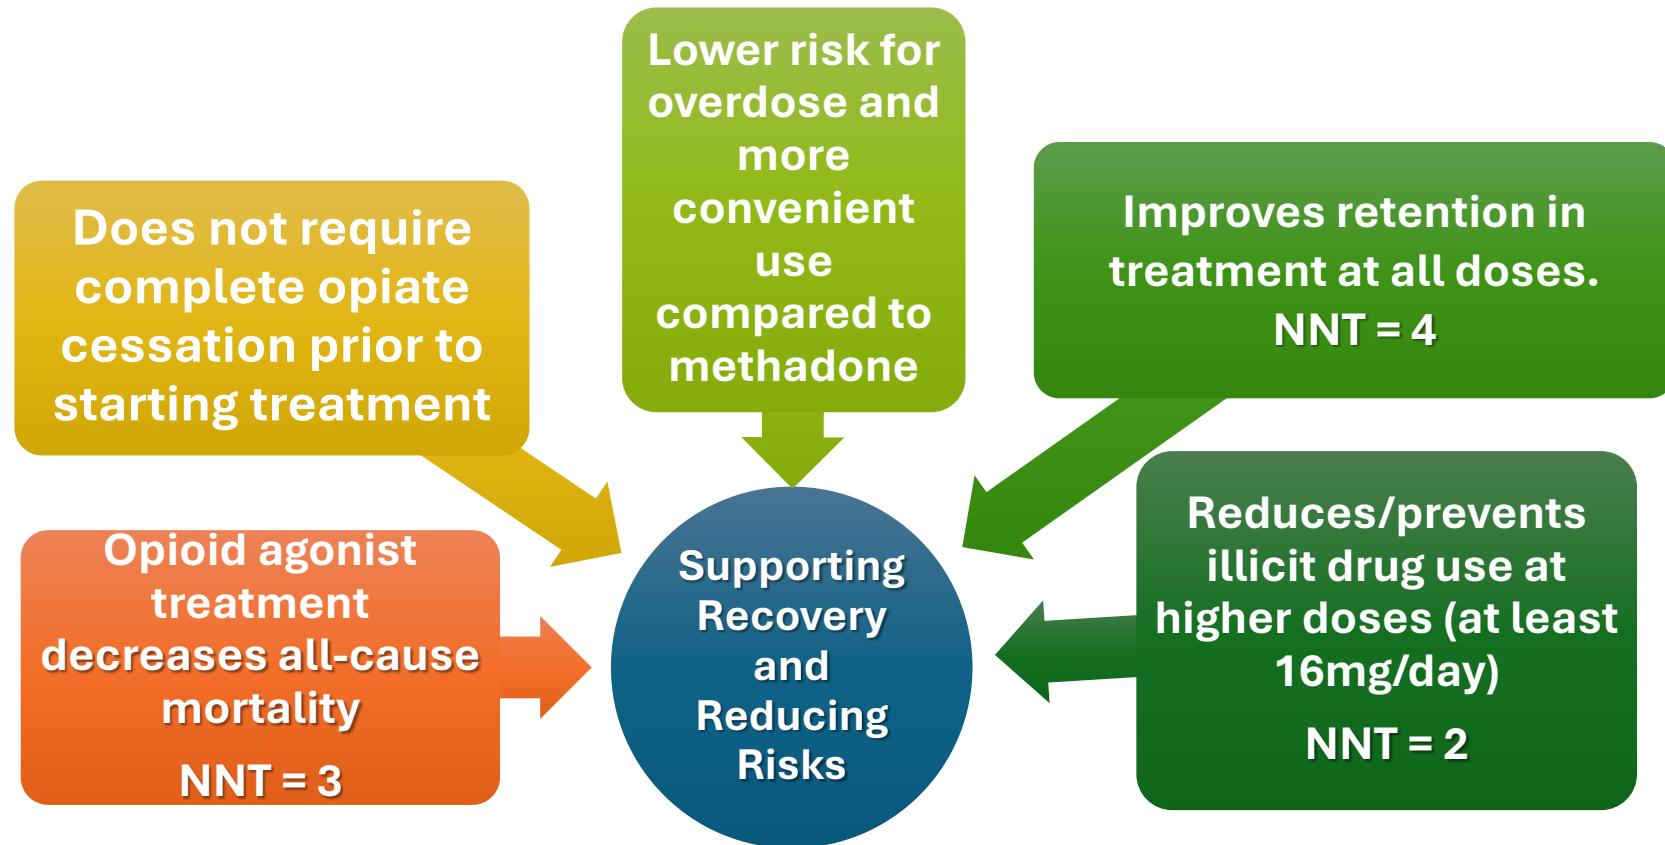 Lower risk for
overdose and
more
convenient
use
compared to
methadone
Does not require
complete opiate
cessation prior to
starting treatment
Improves retention in
treatment at all doses.
NNT = 4
Opioid agonist
treatment
decreases all-cause
mortality
NNT = 3
Supporting
Recovery
and
Reducing
Risks
Reduces/prevents
illicit drug use at
higher doses (at least
16mg/day)
NNT = 2